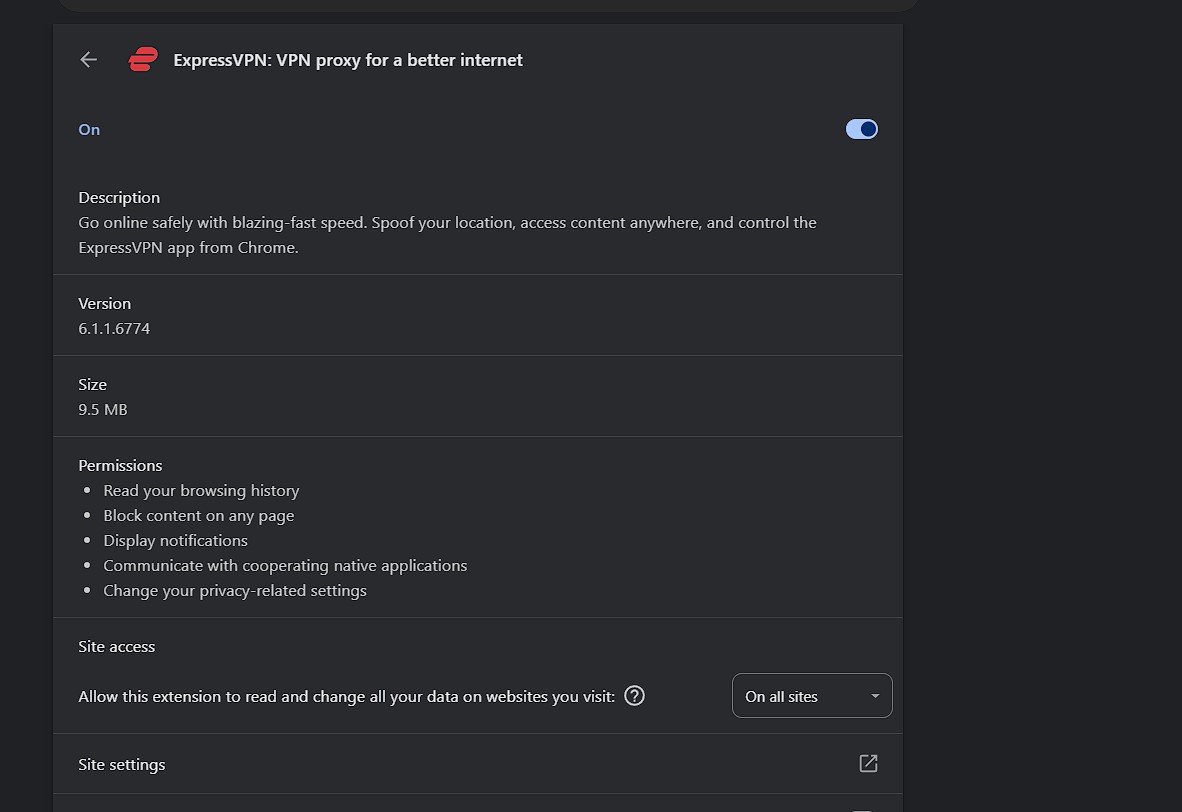 ExpressVPN: VPN proxy for a better internet
On
Description
Go online safely with blazing-fast speed. Spoof your location, access content anywhere, and control the
ExpressVPN app from Chrome.
Version
6.1.1.6774
Size
9.5 MB
Permissions
• Read your browsing history
• Block content on any page
• Display notifications
• Communicate with cooperating native applications
• Change your privacy-related settings
Site access
Allow this extension to read and change all your data on websites you visit: ? On all sites
Site settings